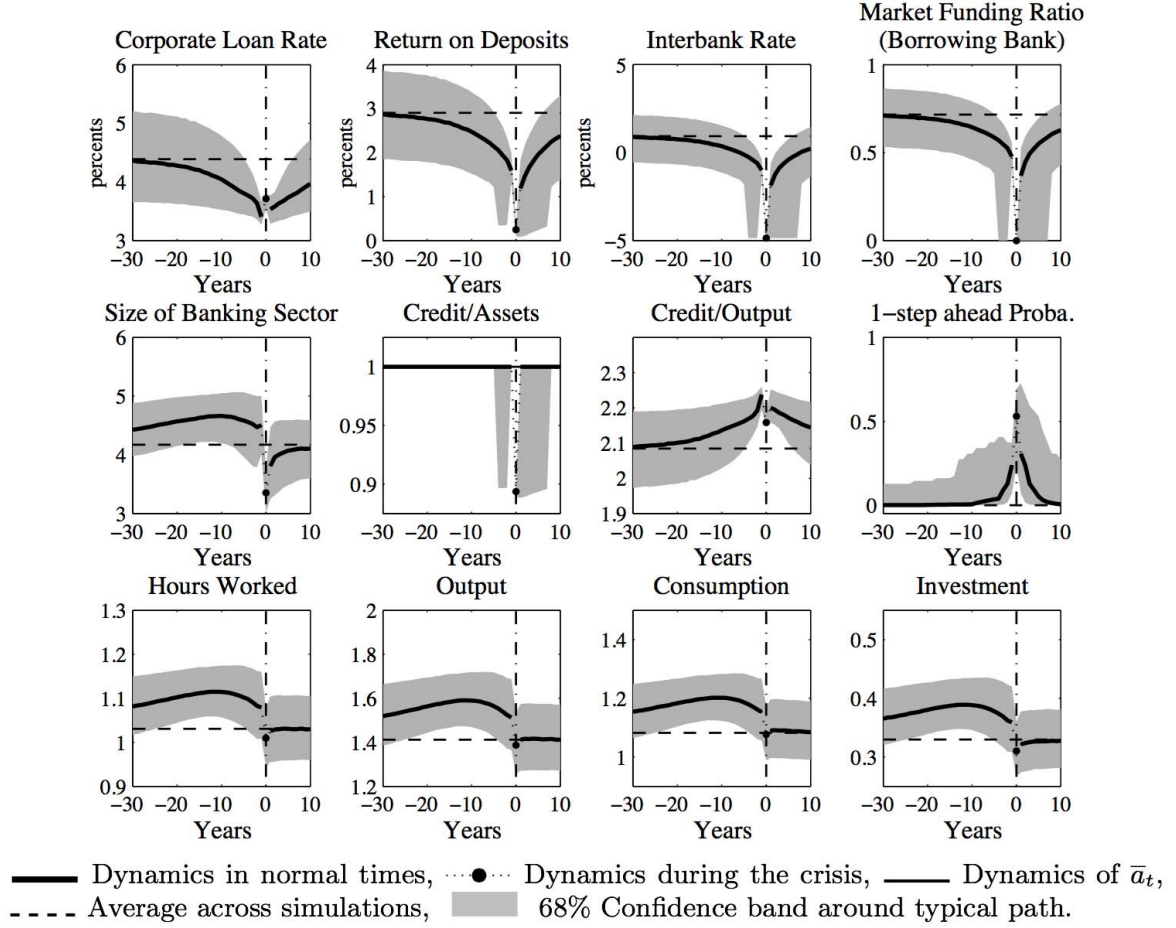 Corporate Loan Rate
Return on Deposits
Interbank Rate
Market Funding Ratio
(Borrowing Bank)
percents
6
5
4
3
−30 −20 −10 0 10
Years
percents
4
3
2
1
0
−30 −20 −10 0 10
Years
percents
5
0
−5
−30 −20 −10 0 10
Years
1
0.5
0
−30 −20 −10 0 10
Years
Size of Banking Sector
6
5
4
3
−30 −20 −10 0 10
Years
Credit/Assets
1
0.95
0.9
−30 −20 −10 0 10
Years
Credit/Output
2.3
2.2
2.1
2
1.9
−30 −20 −10 0 10
Years
1−step ahead Proba.
1
0.5
0
−30 −20 −10 0 10
Years
Hours Worked
1.3
1.2
1.1
1
0.9
−30 −20 −10 0 10
Years
Output
2
1.8
1.6
1.4
1.2
−30 −20 −10 0 10
Years
Consumption
1.4
1.2
1
−30 −20 −10 0 10
Years
Investment
0.5
0.4
0.3
−30 −20 −10 0 10
Years
Dynamics in normal times, Dynamics during the crisis, Dynamics of a̅ₜ,
Average across simulations, 68% Confidence band around typical path.